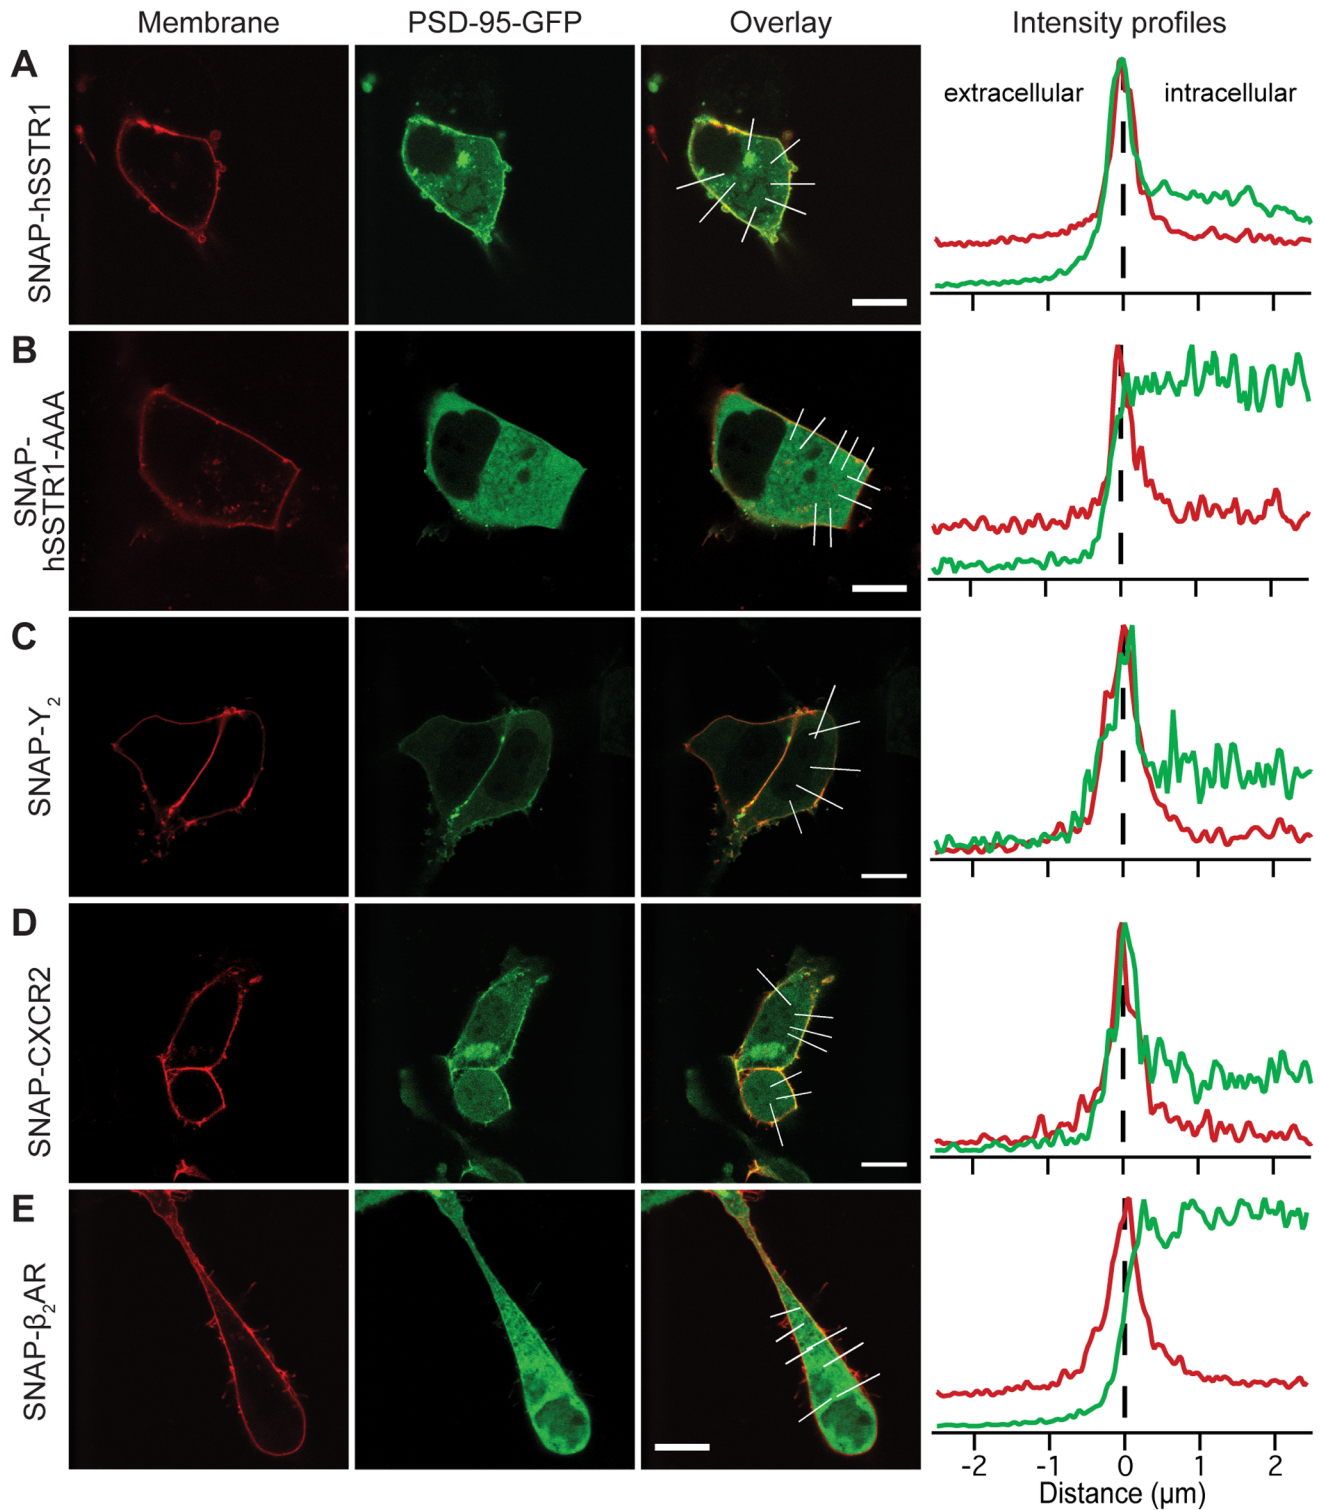 Membrane PSD-95-GFP Overlay Intensity profiles
A
SNAP-hSSTR1
extracellular intracellular
B
SNAP-
hSSTR1-AAA
C
SNAP-Y₂
D
SNAP-CXCR2
E
SNAP-β₂AR
-2 -1 0 1 2
Distance (μm)